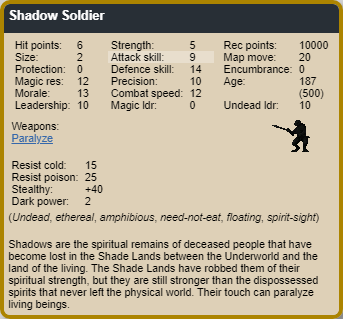 Shadow Soldier
Hit points: 6 Strength: 5 Rec points: 10000
Size: 2 Attack skill: 9 Map move: 20
Protection: 0 Defence skill: 14 Encumbrance: 0
Magic res: 12 Precision: 10 Age: 187
Morale: 13 Combat speed: 12 (500)
Leadership: 10 Magic ldr: 0 Undead ldr: 10
Weapons:
Paralyze
Resist cold: 15
Resist poison: 25
Stealthy: +40
Dark power: 2
(Undead, ethereal, amphibious, need-not-eat, floating, spirit-sight)
Shadows are the spiritual remains of deceased people that have
become lost in the Shade Lands between the Underworld and the
land of the living. The Shade Lands have robbed them of their
spiritual strength, but they are still stronger than the dispossessed
spirits that never left the physical world. Their touch can paralyze
living beings.